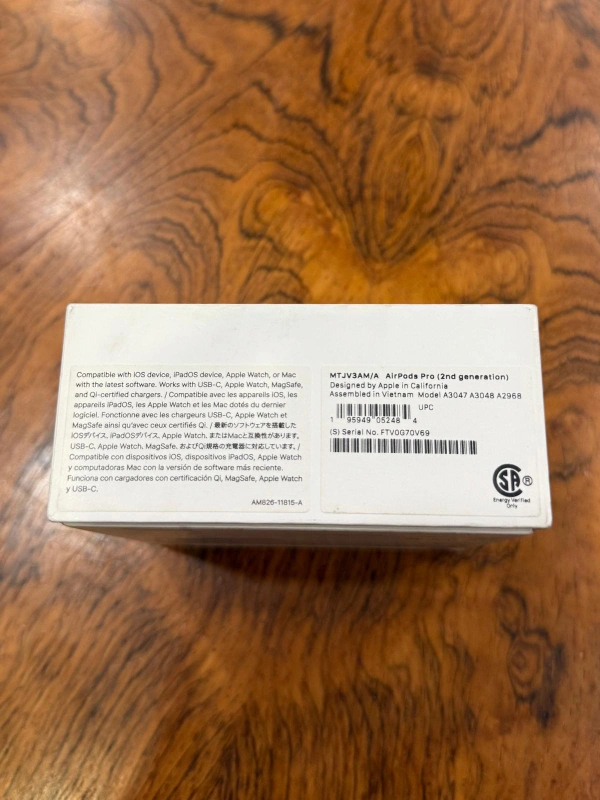 Compatible with iOS device, iPadOS device, Apple Watch, or Mac
with the latest software. Works with USB-C, Apple Watch, MagSafe,
and Qi-certified chargers. / Compatible avec les appareils iOS, les
appareils iPadOS, les Apple Watch et les Mac dotés du dernier
logiciel. Fonctionne avec les chargeurs USB-C, Apple Watch et
MagSafe ainsi qu'avec ceux certifiés Qi. / 最新のソフトウェアを搭載した
iOSデバイス、iPadOSデバイス、Apple Watch、またはMacと互換性があります。
USB-C、Apple Watch、MagSafe、およびQi規格の充電器に対応しています。/
Compatible con dispositivos iOS, dispositivos iPadOS, Apple Watch
y computadoras Mac con la versión de software más reciente.
Funciona con cargadores con certificación Qi, MagSafe, Apple Watch
y USB-C.
AM826-11815-A
MTJV3AM/A AirPods Pro (2nd generation)
Designed by Apple in California
Assembled in Vietnam Model A3047 A3048 A2968
UPC
1 95949 05248 4
(S) Serial No. FTV0G70V69
SA®
Energy Verified
Only